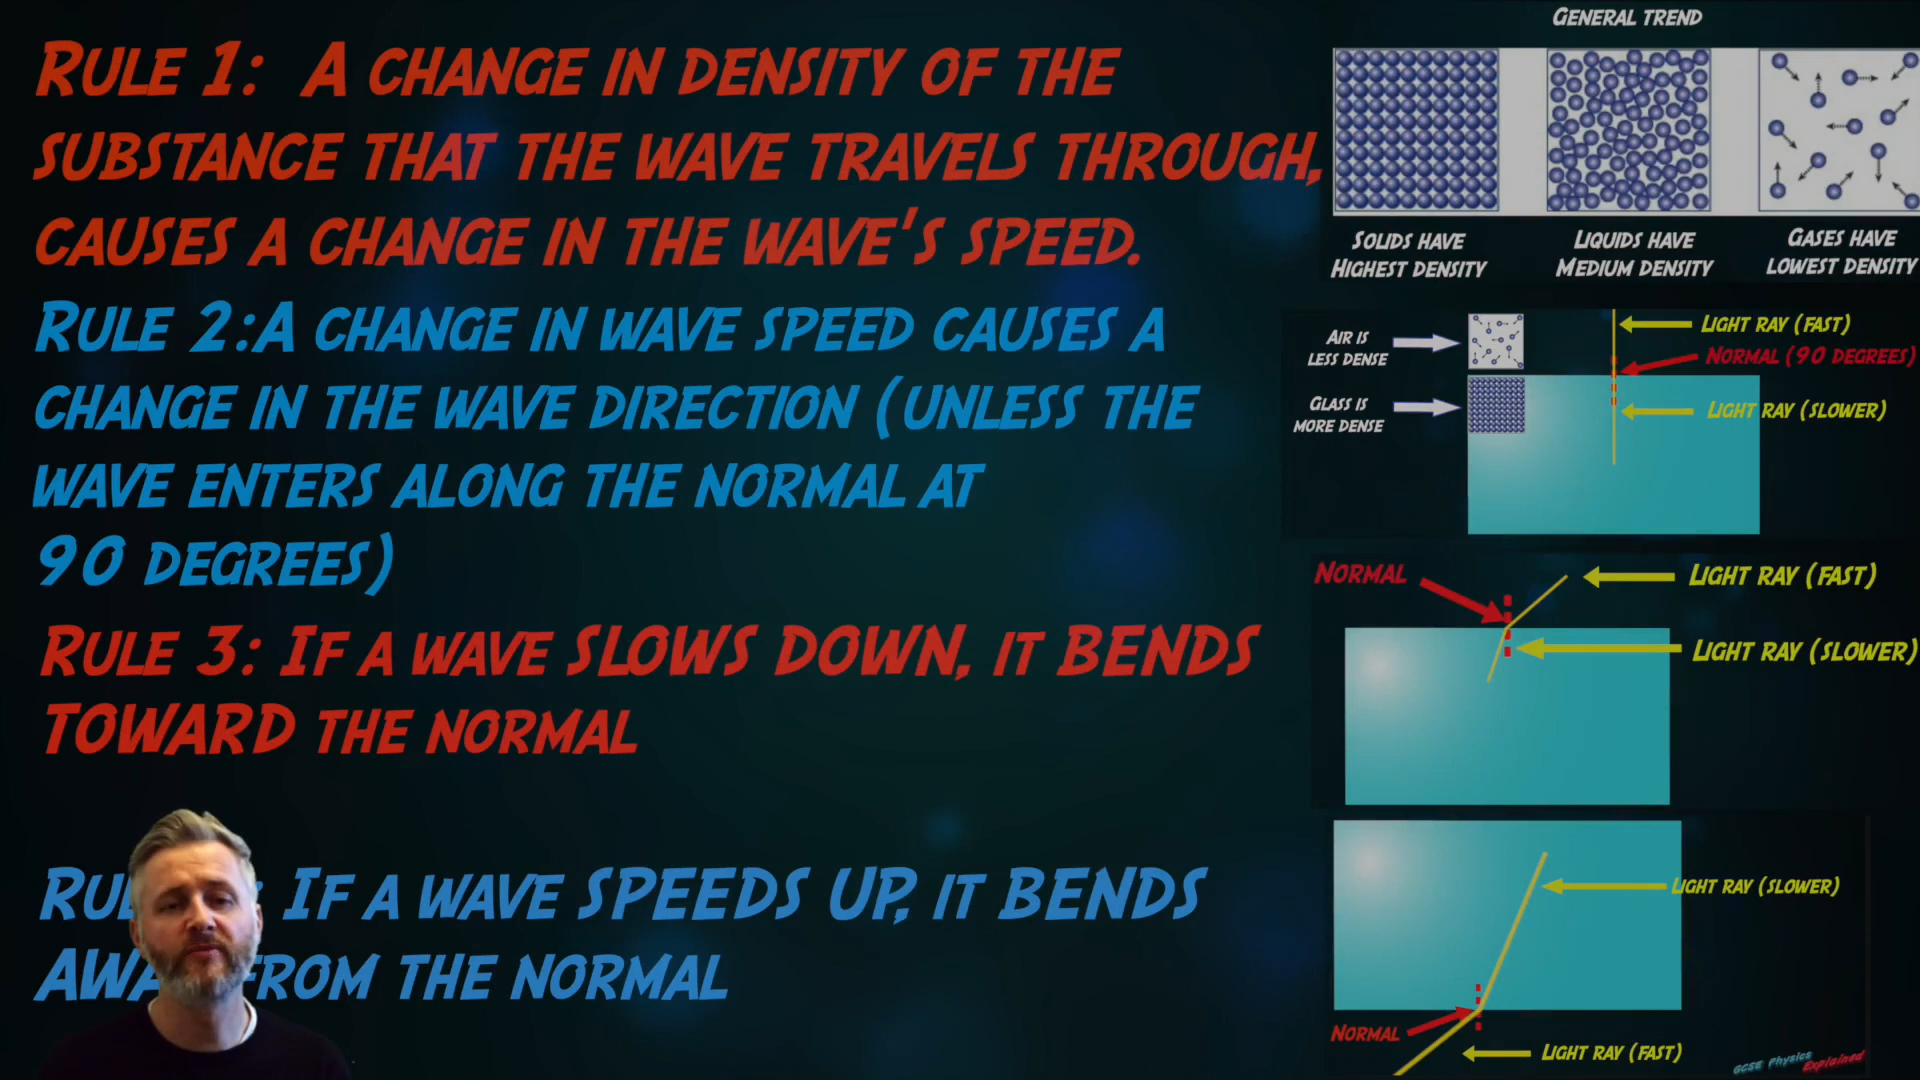 RULE 1: A CHANGE IN DENSITY OF THE
SUBSTANCE THAT THE WAVE TRAVELS THROUGH,
CAUSES A CHANGE IN THE WAVE'S SPEED.
RULE 2:A CHANGE IN WAVE SPEED CAUSES A
CHANGE IN THE WAVE DIRECTION (UNLESS THE
WAVE ENTERS ALONG THE NORMAL AT
90 DEGREES)
RULE 3: IF A WAVE SLOWS DOWN, IT BENDS
TOWARD THE NORMAL
IF A WAVE SPEEDS UP, IT BENDS
FROM THE NORMAL
GENERAL TREND
SOLIDS HAVE
HIGHEST DENSITY
LIQUIDS HAVE
MEDIUM DENSITY
GASES HAVE
LOWEST DENSITY
AIR IS
LESS DENSE
GLASS IS
MORE DENSE
LIGHT RAY (FAST)
NORMAL (90 DEGREES)
LIGHT RAY (SLOWER)
NORMAL
LIGHT RAY (FAST)
LIGHT RAY (SLOWER)
LIGHT RAY (SLOWER)
NORMAL
LIGHT RAY (FAST)
GCSE Physics Explained